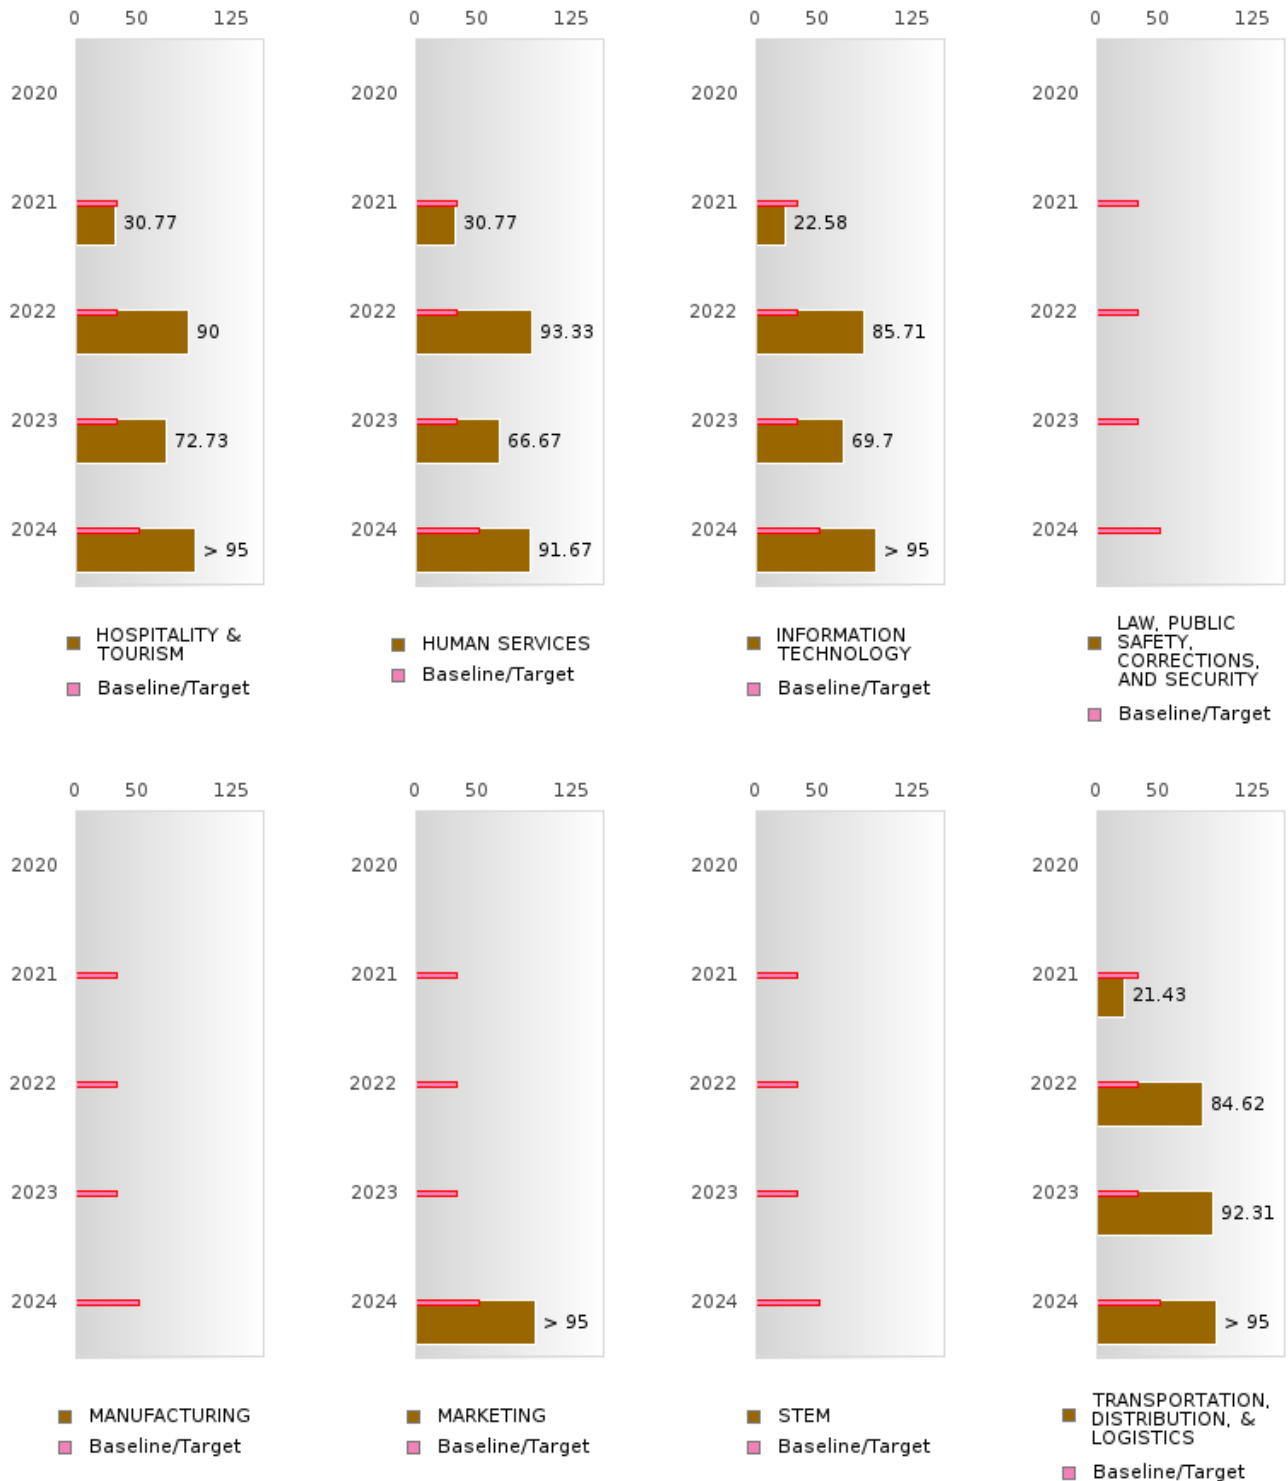 0 50 125
2020
2021
30.77
2022
90
2023
72.73
2024
> 95
HOSPITALITY &
TOURISM
Baseline/Target
0 50 125
2020
2021
30.77
2022
93.33
2023
66.67
2024
91.67
HUMAN SERVICES
Baseline/Target
0 50 125
2020
2021
22.58
2022
85.71
2023
69.7
2024
> 95
INFORMATION
TECHNOLOGY
Baseline/Target
0 50 125
2020
2021
2022
2023
2024
LAW, PUBLIC
SAFETY,
CORRECTIONS,
AND SECURITY
Baseline/Target
0 50 125
2020
2021
2022
2023
2024
MANUFACTURING
Baseline/Target
0 50 125
2020
2021
2022
2023
2024
> 95
MARKETING
Baseline/Target
0 50 125
2020
2021
2022
2023
2024
STEM
Baseline/Target
0 50 125
2020
2021
21.43
2022
84.62
2023
92.31
2024
> 95
TRANSPORTATION,
DISTRIBUTION, &
LOGISTICS
Baseline/Target